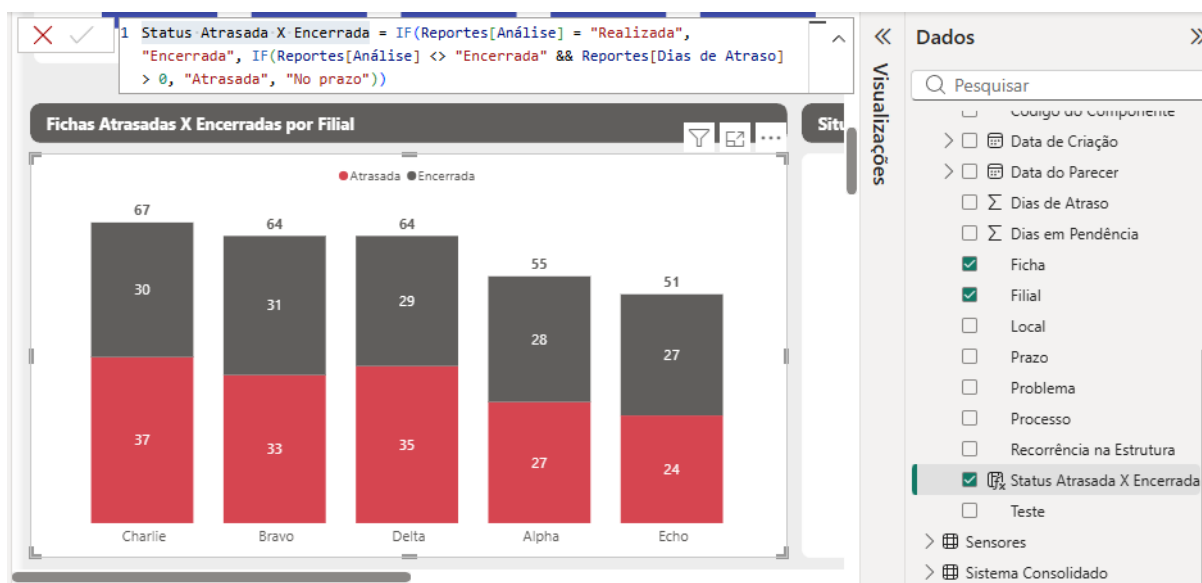 1 Status Atrasada X Encerrada = IF(Reportes[Análise] = "Realizada",
"Encerrada", IF(Reportes[Análise] <> "Encerrada" && Reportes[Dias de Atraso]
> 0, "Atrasada", "No prazo"))
Fichas Atrasadas X Encerradas por Filial
Situ
Atrasada Encerrada
67
64
64
55
51
30
31
29
28
27
37
33
35
27
24
Charlie
Bravo
Delta
Alpha
Echo
Visualizações
Dados
Pesquisar
Código do Componente
Data de Criação
Data do Parecer
Dias de Atraso
Dias em Pendência
Ficha
Filial
Local
Prazo
Problema
Processo
Recorrência na Estrutura
Status Atrasada X Encerrada
Teste
Sensores
Sistema Consolidado